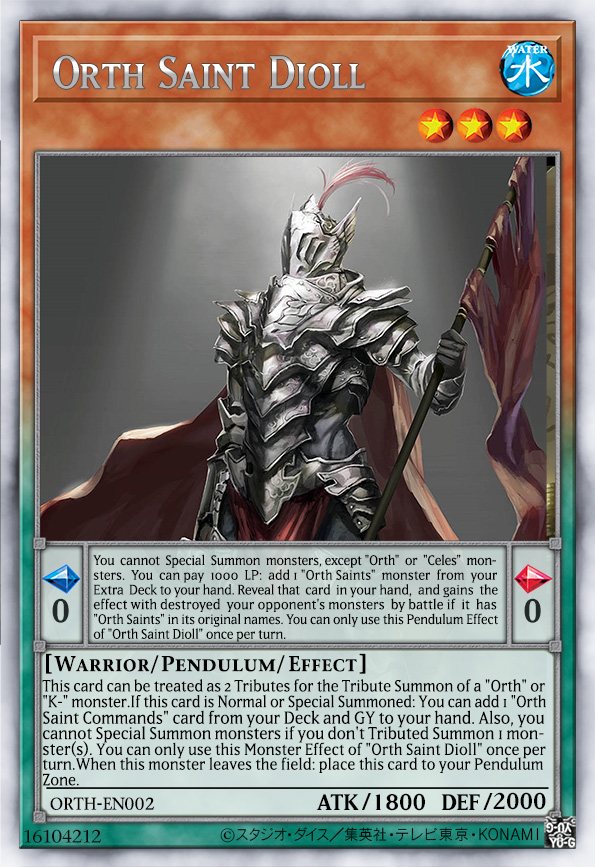 Orth Saint Dioll
WATER
水
0
You cannot Special Summon monsters, except "Orth" or "Celes" mon-
sters. You can pay 1000 LP: add 1 "Orth Saints" monster from your
Extra Deck to your hand. Reveal that card in your hand, and gains the
effect with destroyed your opponent's monsters by battle if it has
"Orth Saints" in its original names. You can only use this Pendulum Effect
of "Orth Saint Dioll" once per turn.
0
[Warrior/Pendulum/Effect]
This card can be treated as 2 Tributes for the Tribute Summon of a "Orth" or
"K-" monster.If this card is Normal or Special Summoned: You can add 1 "Orth
Saint Commands" card from your Deck and GY to your hand. Also, you
cannot Special Summon monsters if you don't Tributed Summon 1 mon-
ster(s). You can only use this Monster Effect of "Orth Saint Dioll" once per
turn.When this monster leaves the field: place this card to your Pendulum
Zone.
ORTH-EN002
ATK/1800 DEF/2000
16104212
©スタジオ・ダイス／集英社・テレビ東京・KONAMI